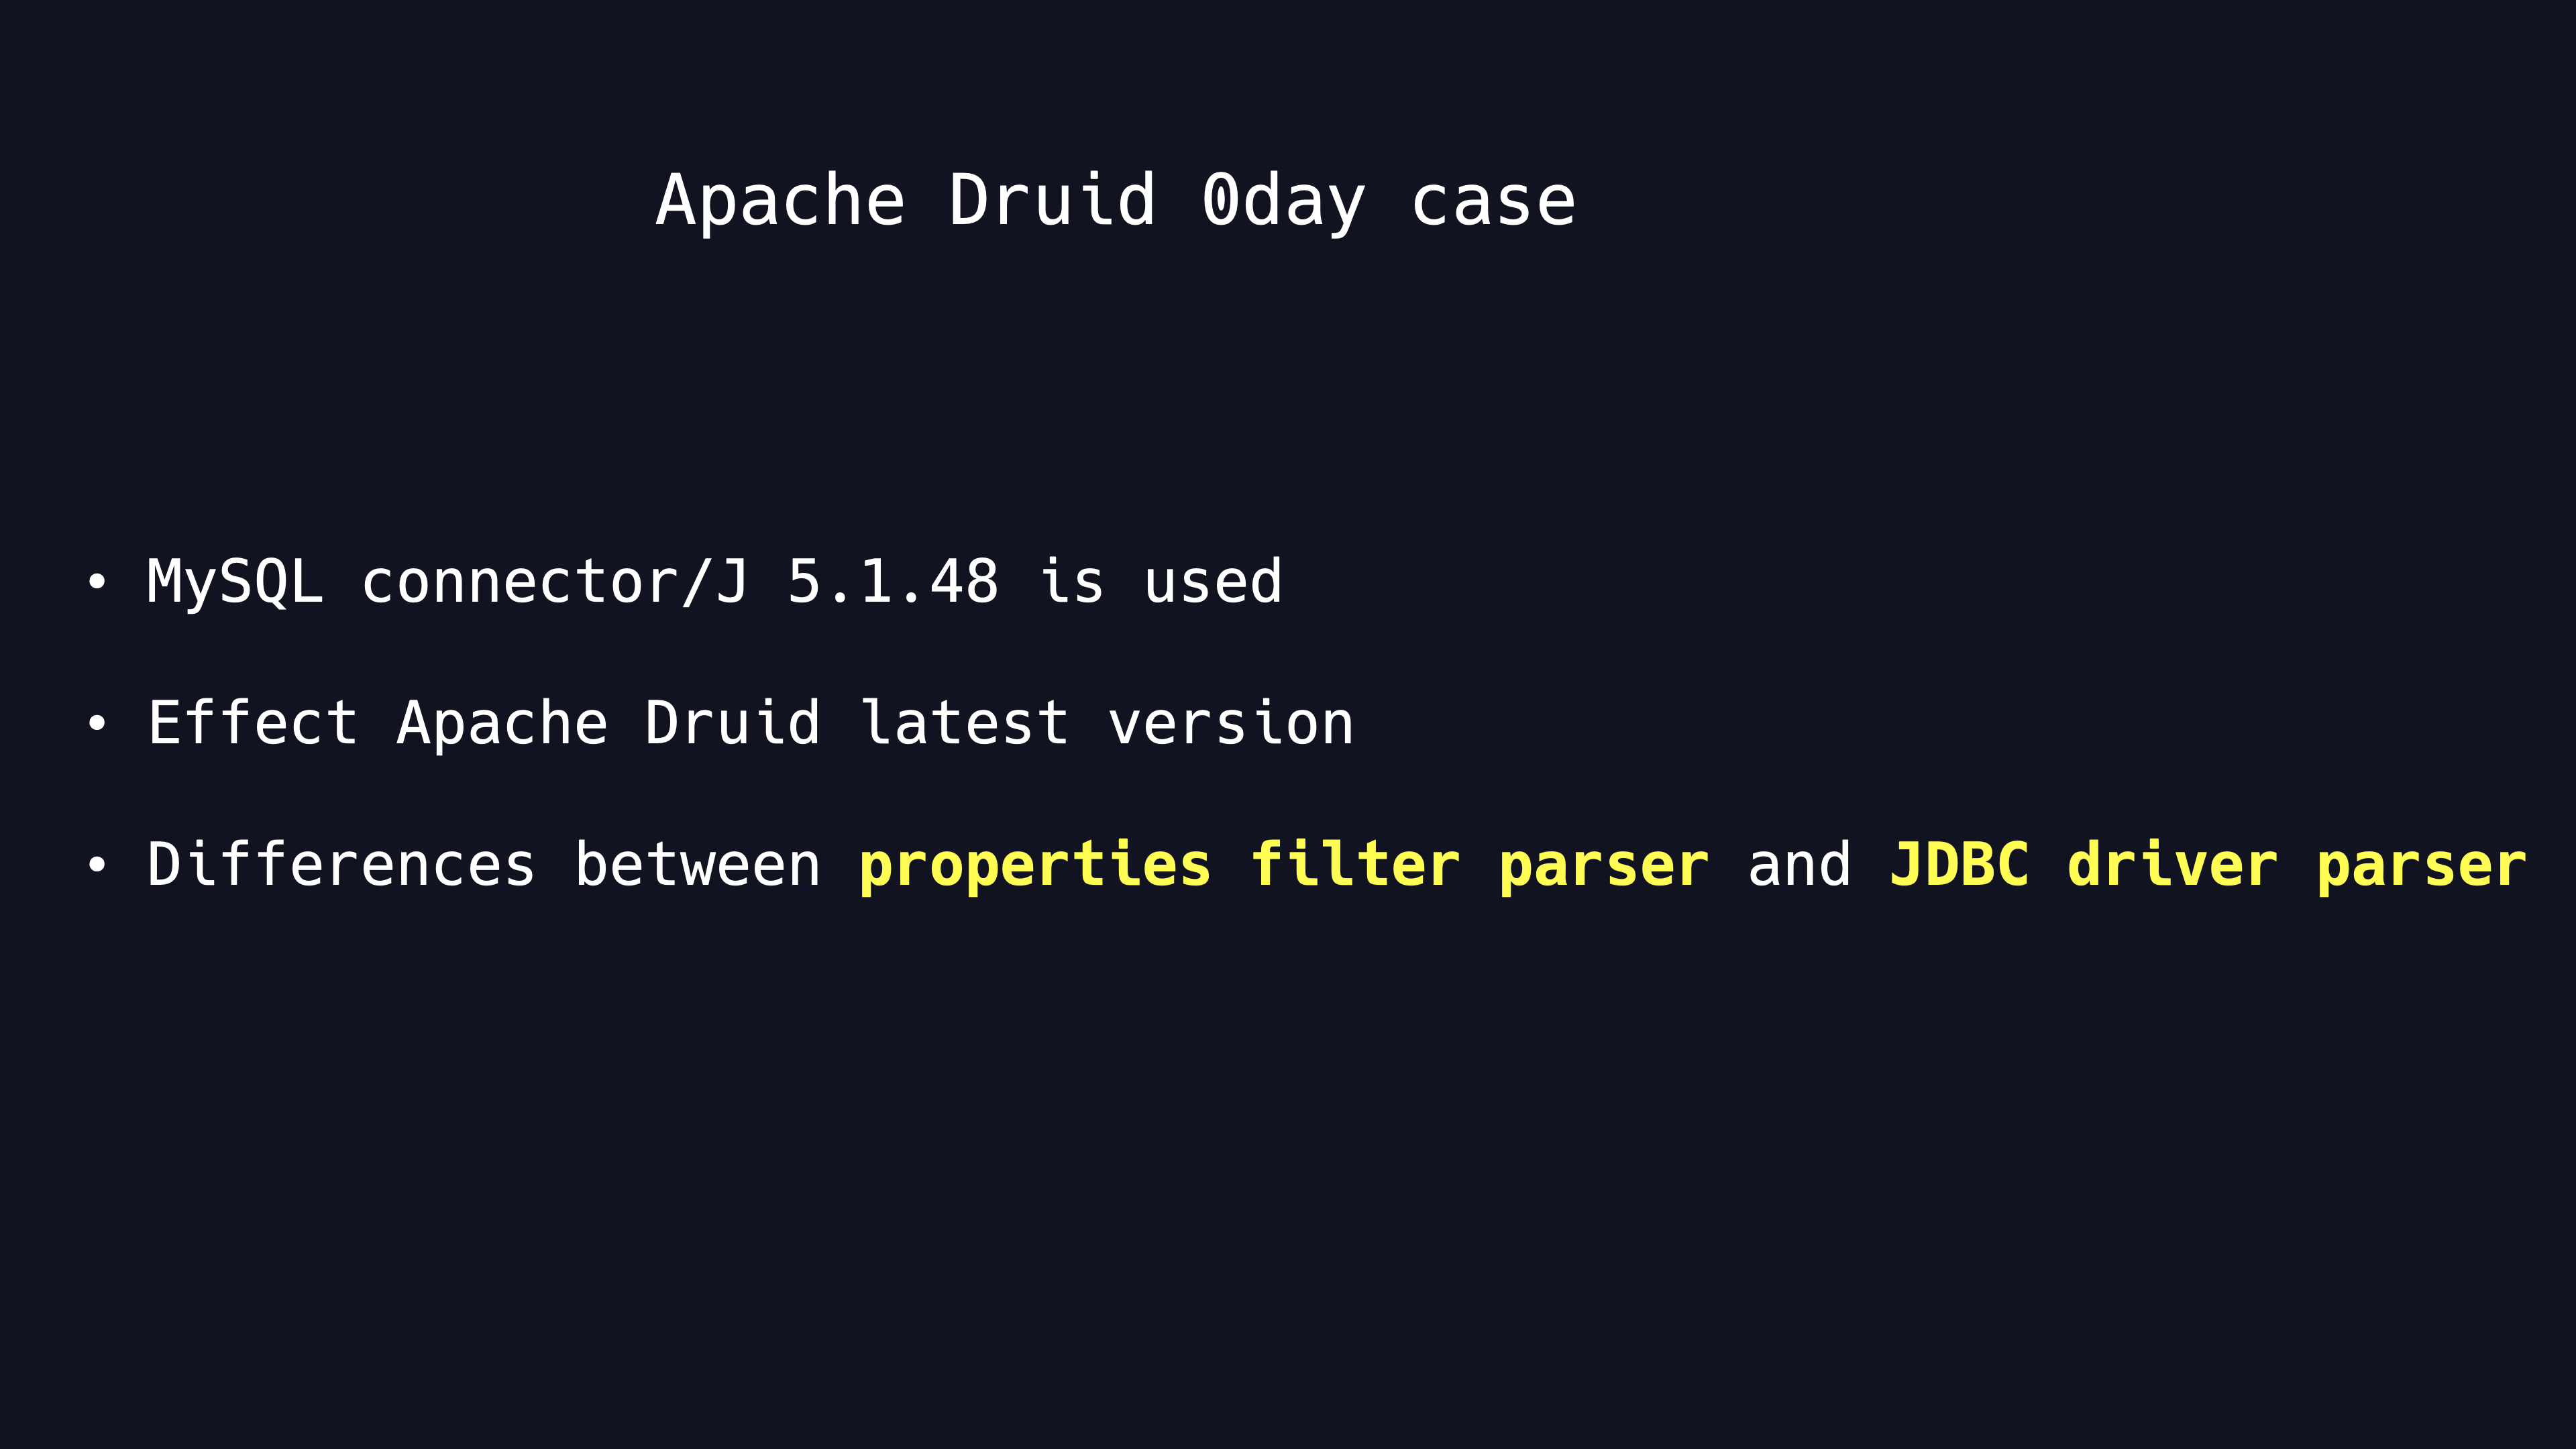 Apache Druid 0day case
• MySQL connector/J 5.1.48 is used
• Effect Apache Druid latest version
• Differences between properties filter parser and JDBC driver parser